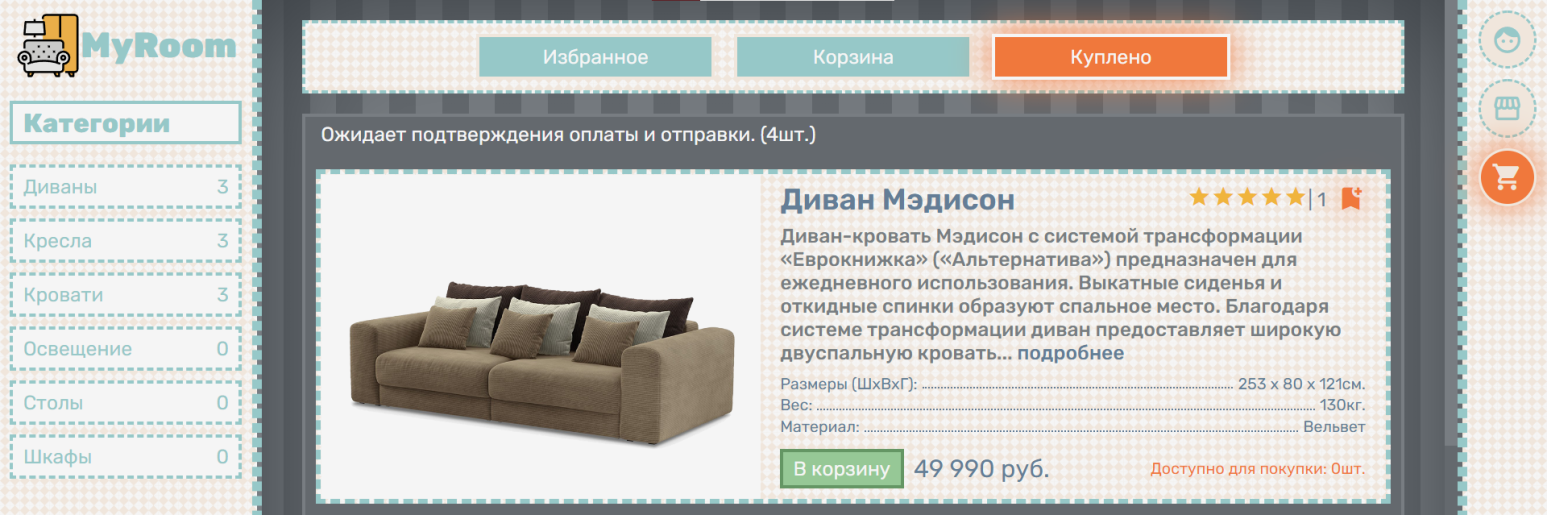 MyRoom
Категории
Диваны 3
Кресла 3
Кровати 3
Освещение 0
Столы 0
Шкафы 0
Избранное Корзина Куплено
Ожидает подтверждения оплаты и отправки. (4шт.)
Диван Мэдисон | 1
Диван-кровать Мэдисон с системой трансформации
«Еврокнижка» («Альтернатива») предназначен для
ежедневного использования. Выкатные сиденья и
откидные спинки образуют спальное место. Благодаря
системе трансформации диван предоставляет широкую
двуспальную кровать... подробнее
Размеры (ШхВхГ): 253 x 80 x 121см.
Вес: 130кг.
Материал: Вельвет
В корзину 49 990 руб. Доступно для покупки: 0шт.